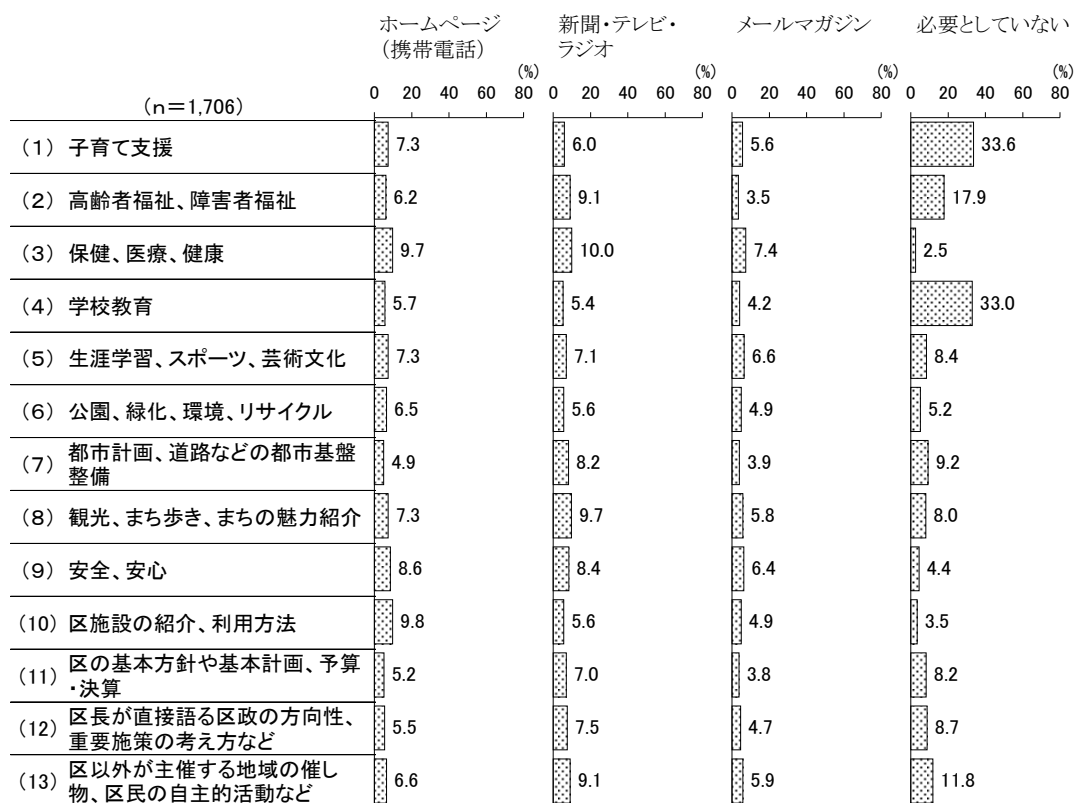 ホームページ
(携帯電話)
新聞・テレビ・
ラジオ
メールマガジン
必要としていない
(%) (%) (%) (%)
(n=1,706)
0 20 40 60 80 0 20 40 60 80 0 20 40 60 80 0 20 40 60 80
(1) 子育て支援 7.3 6.0 5.6 33.6
(2) 高齢者福祉、障害者福祉 6.2 9.1 3.5 17.9
(3) 保健、医療、健康 9.7 10.0 7.4 2.5
(4) 学校教育 5.7 5.4 4.2 33.0
(5) 生涯学習、スポーツ、芸術文化 7.3 7.1 6.6 8.4
(6) 公園、緑化、環境、リサイクル 6.5 5.6 4.9 5.2
(7) 都市計画、道路などの都市基盤
整備 4.9 8.2 3.9 9.2
(8) 観光、まち歩き、まちの魅力紹介 7.3 9.7 5.8 8.0
(9) 安全、安心 8.6 8.4 6.4 4.4
(10) 区施設の紹介、利用方法 9.8 5.6 4.9 3.5
(11) 区の基本方針や基本計画、予算
・決算 5.2 7.0 3.8 8.2
(12) 区長が直接語る区政の方向性、
重要施策の考え方など 5.5 7.5 4.7 8.7
(13) 区以外が主催する地域の催し
物、区民の自主的活動など 6.6 9.1 5.9 11.8